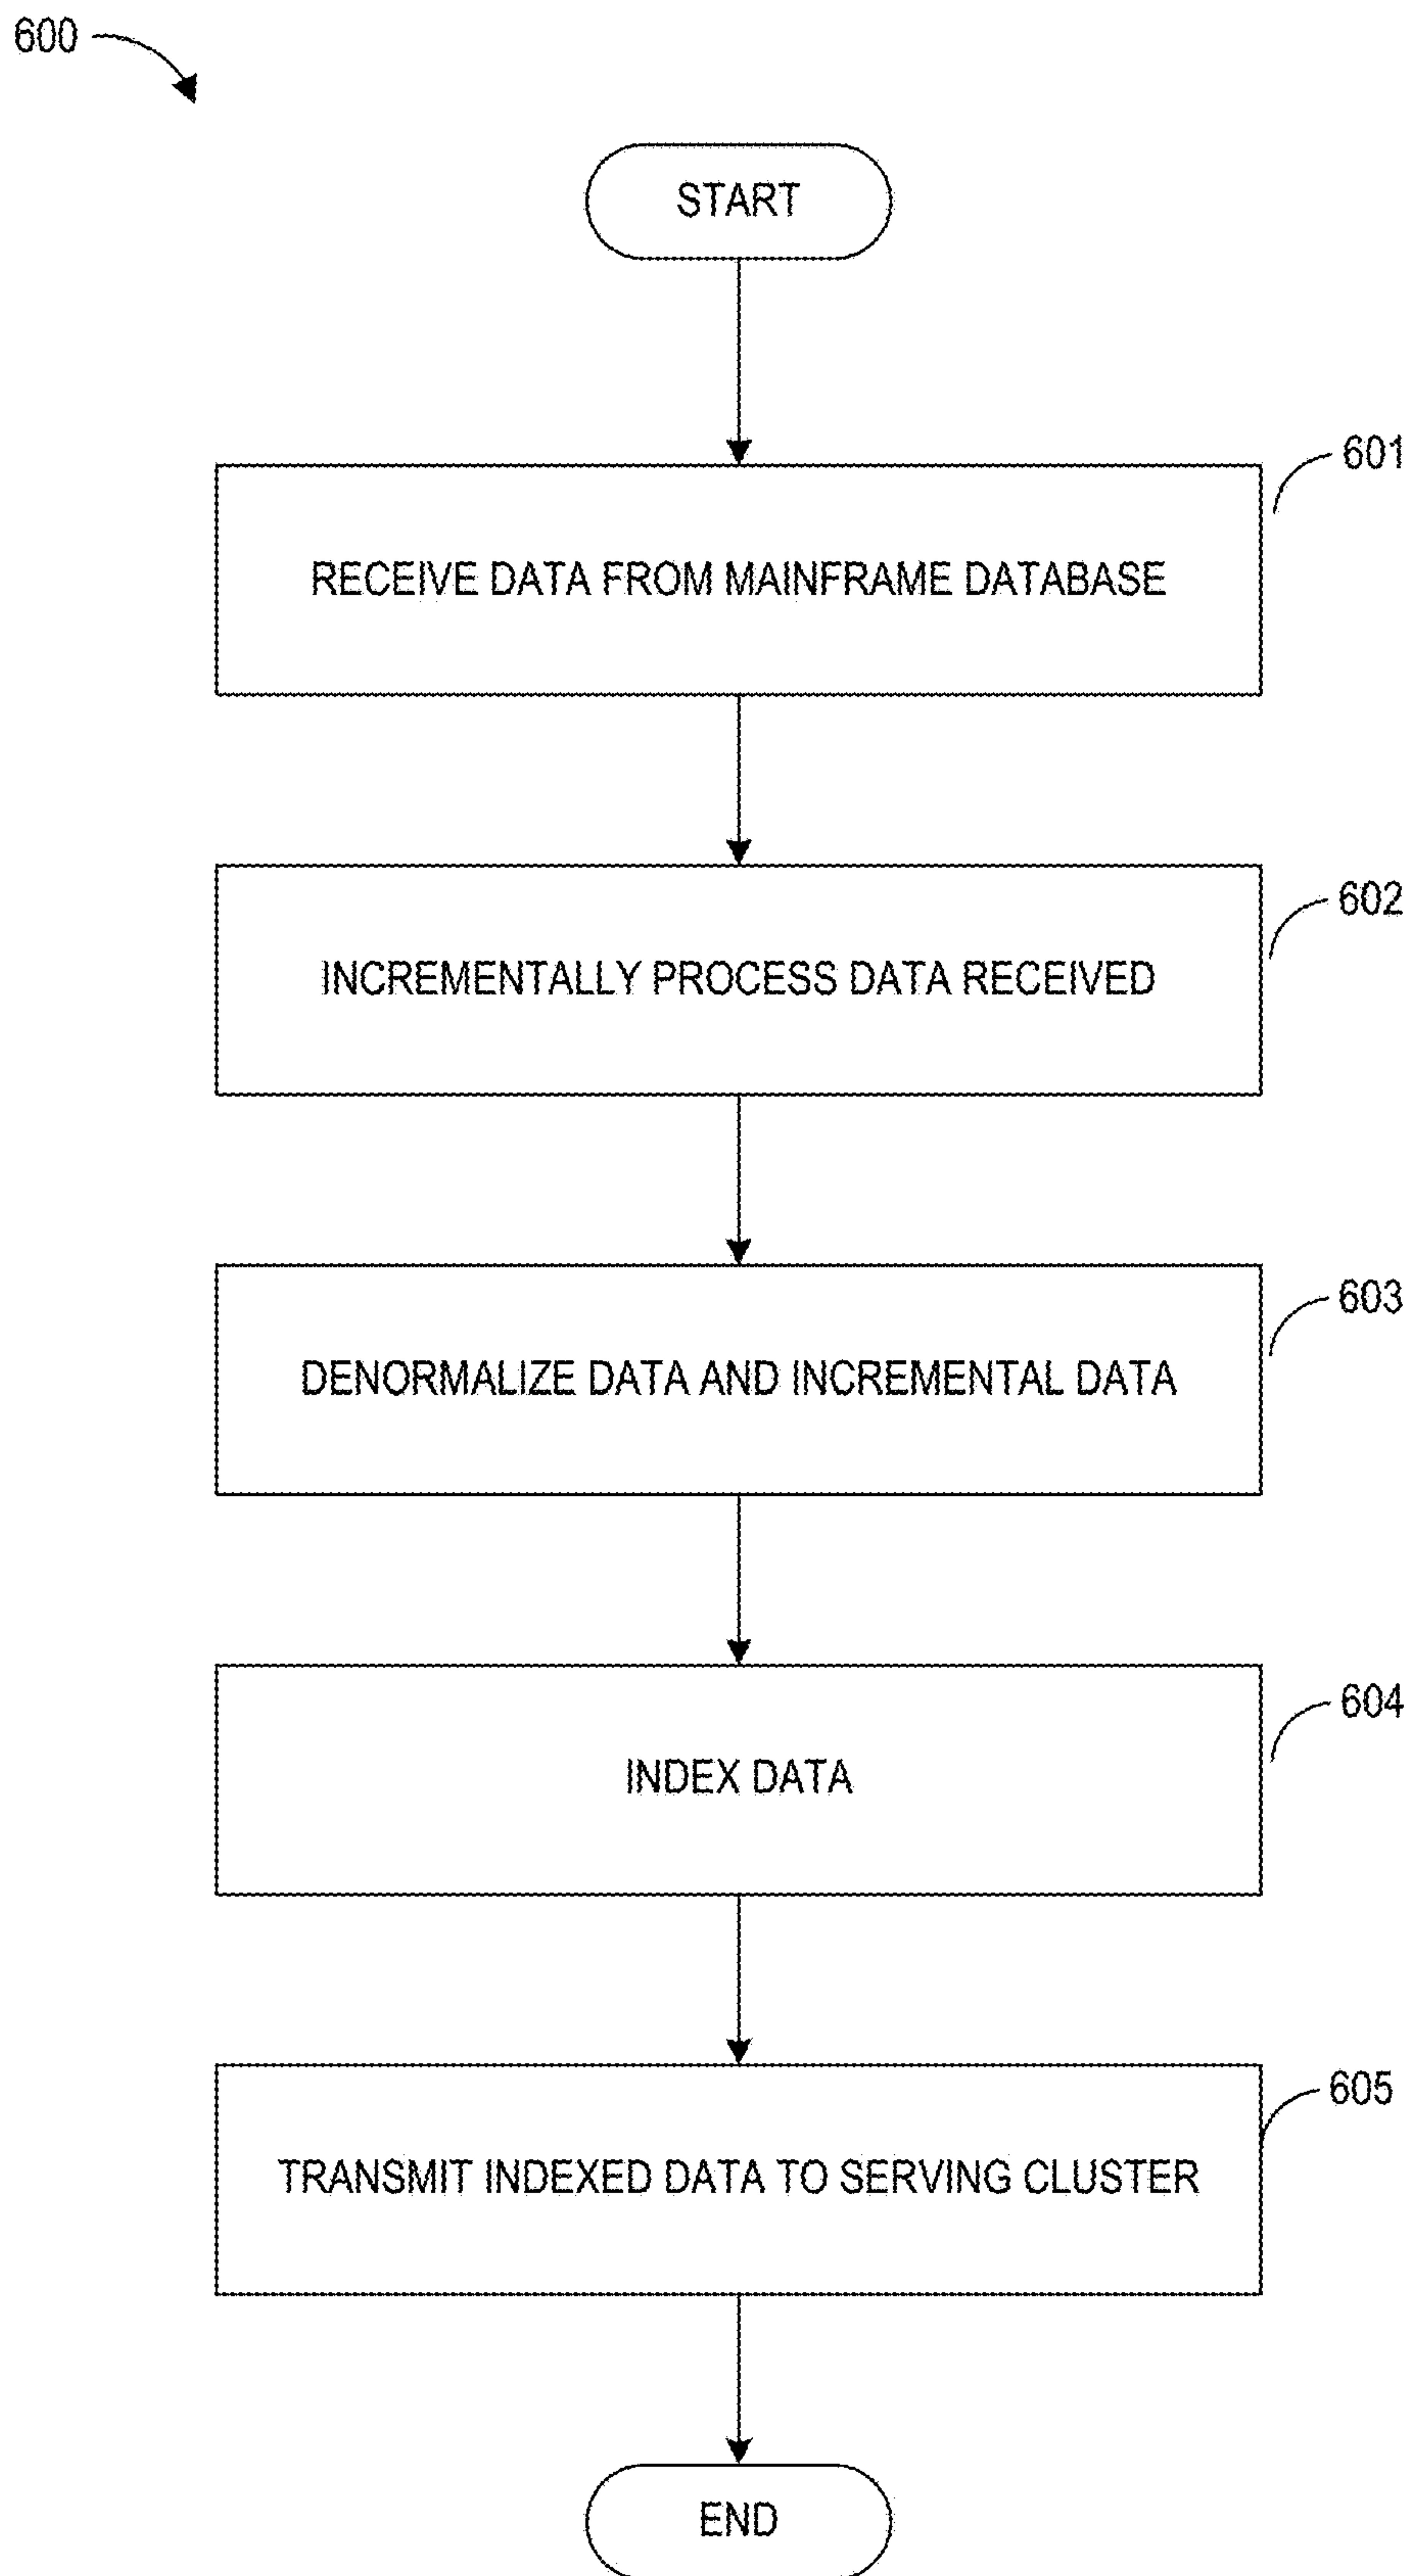 600
START
601
RECEIVE DATA FROM MAINFRAME DATABASE
602
INCREMENTALLY PROCESS DATA RECEIVED
603
DENORMALIZE DATA AND INCREMENTAL DATA
604
INDEX DATA
605
TRANSMIT INDEXED DATA TO SERVING CLUSTER
END